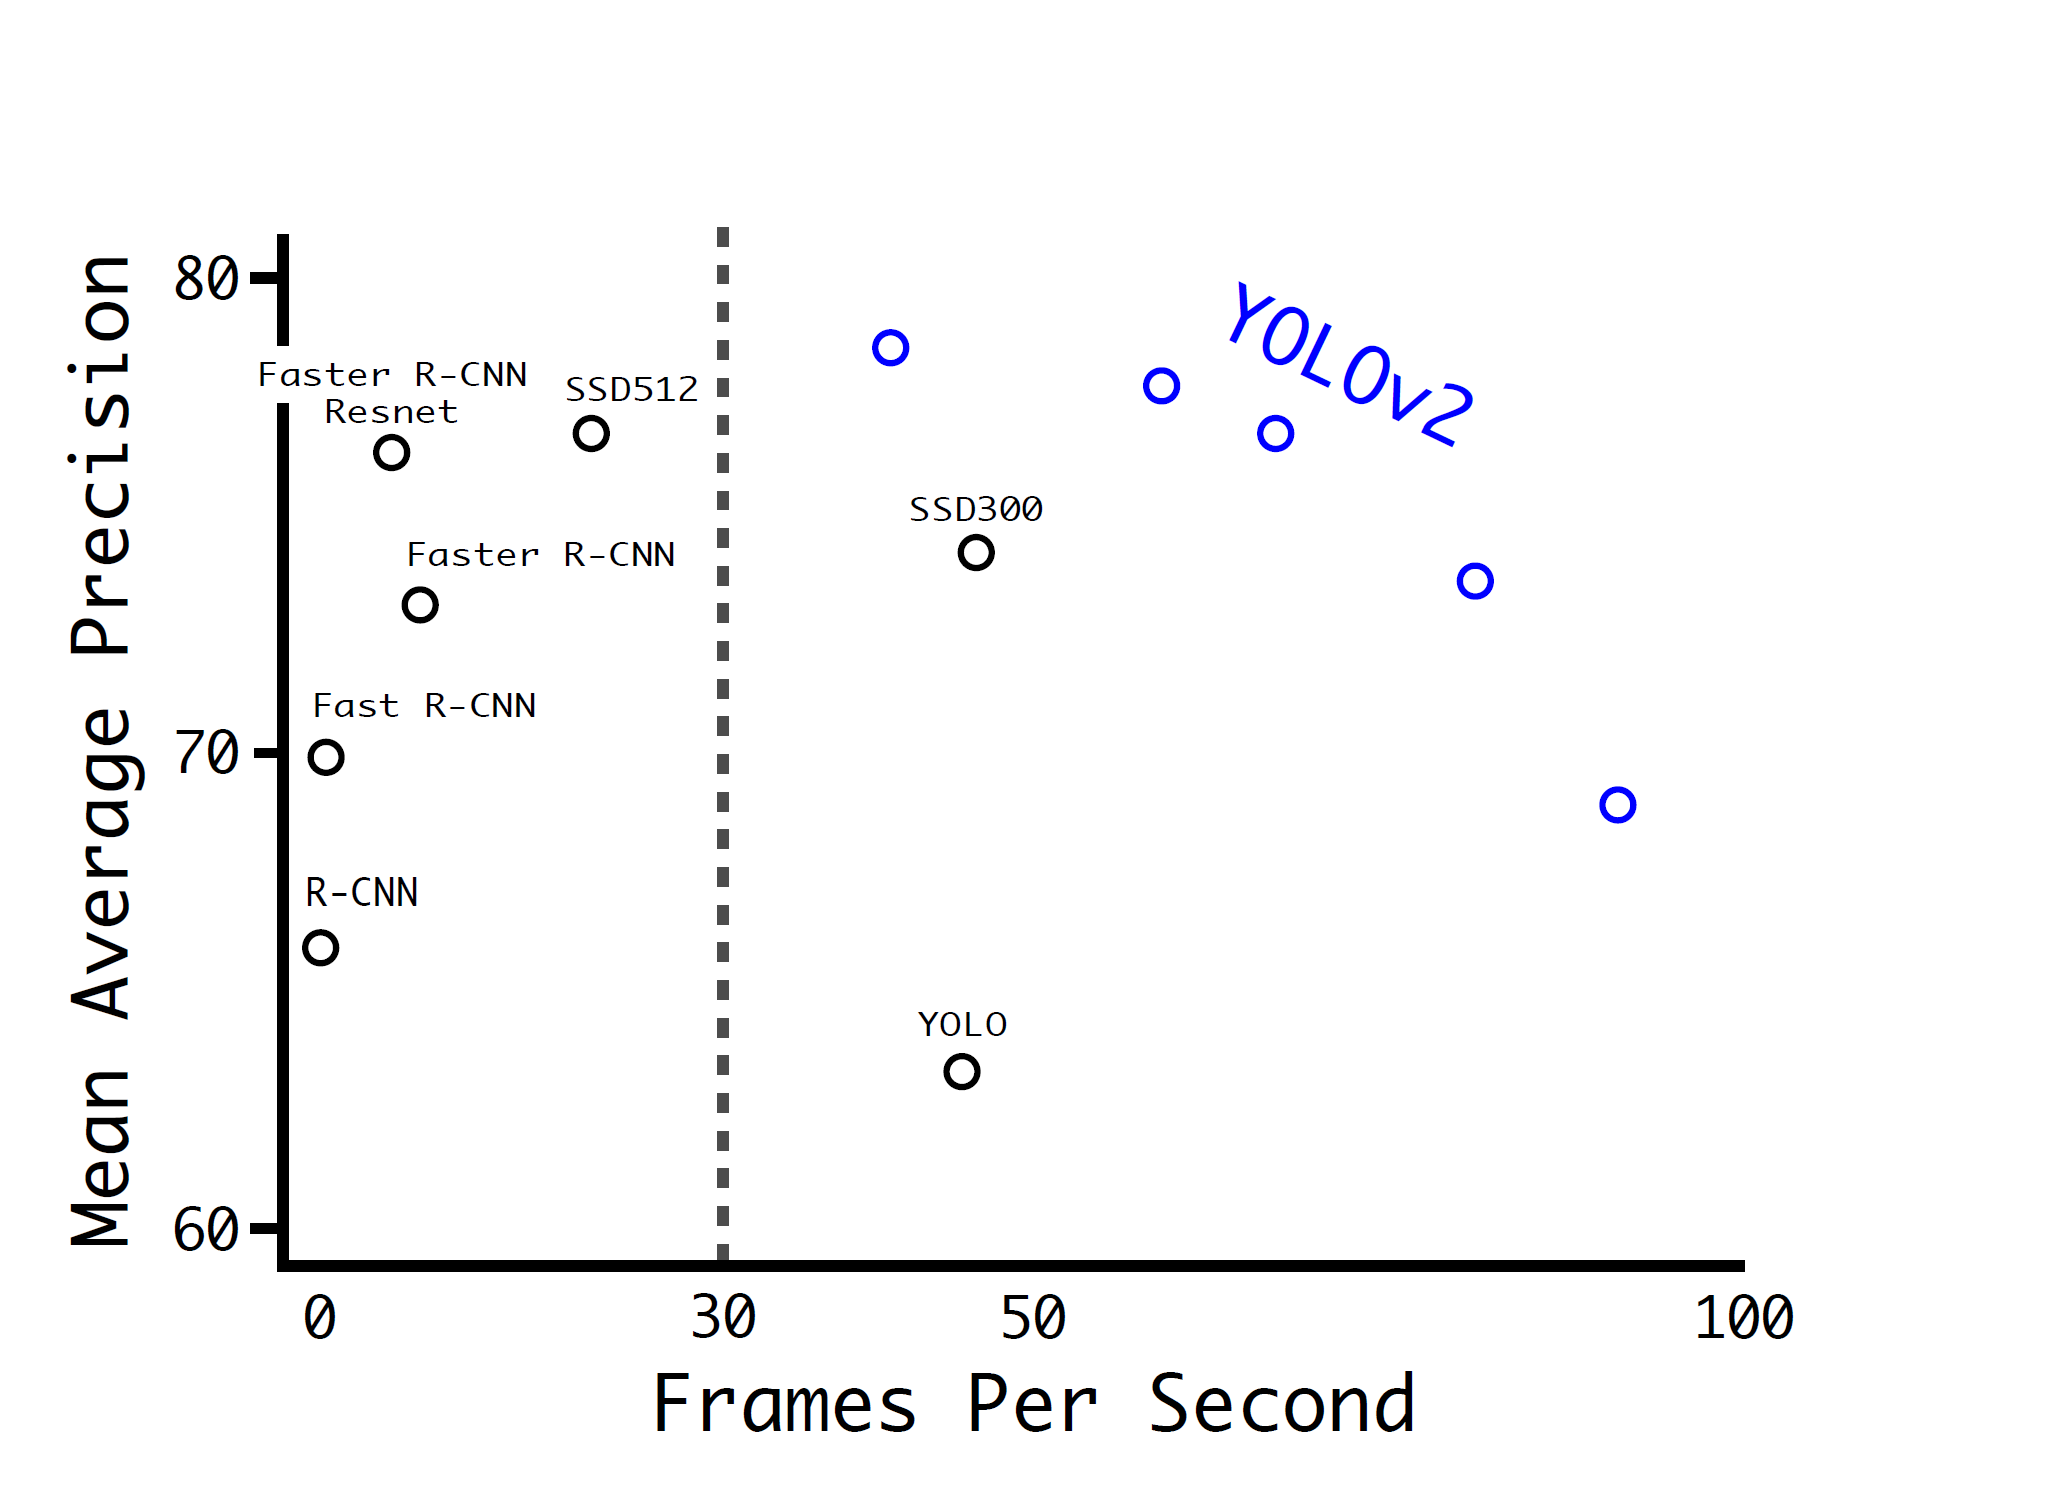 Mean Average Precision
80
70
60
Faster R-CNN
Resnet
SSD512
YOLOv2
SSD300
Faster R-CNN
Fast R-CNN
R-CNN
YOLO
0 30 50 100
Frames Per Second